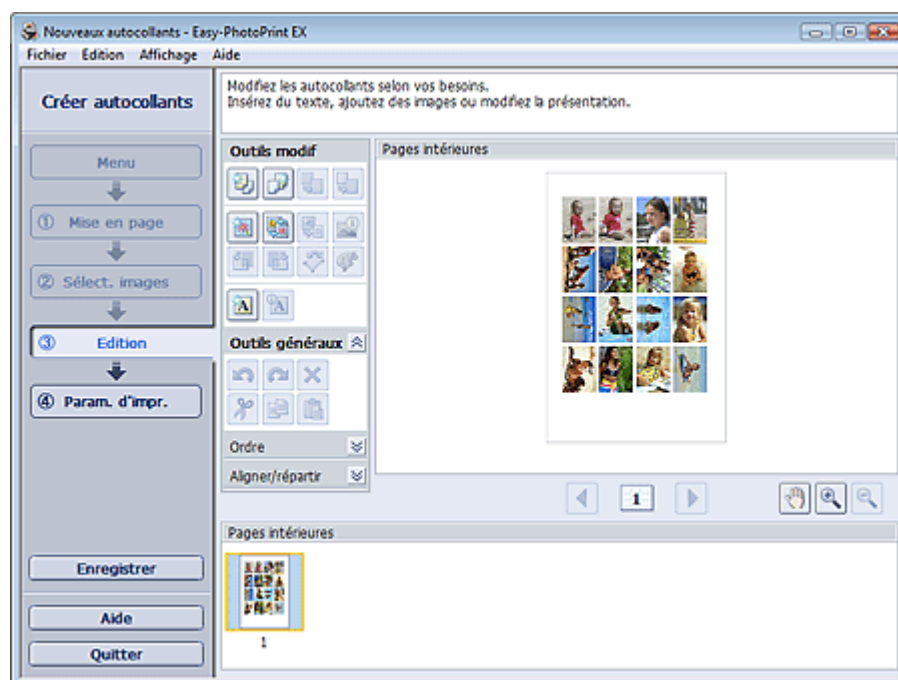 Nouveaux autocollants - Easy-PhotoPrint EX
Fichier Edition Affichage Aide
Créer autocollants
Modifiez les autocollants selon vos besoins.
Insérez du texte, ajoutez des images ou modifiez la présentation.
Menu
① Mise en page
② Sélect. images
③ Edition
④ Param. d'impr.
Enregistrer
Aide
Quitter
Outils modif
A A
Outils généraux
Ordre
Aligner/répartir
Pages intérieures
1
Pages intérieures
1